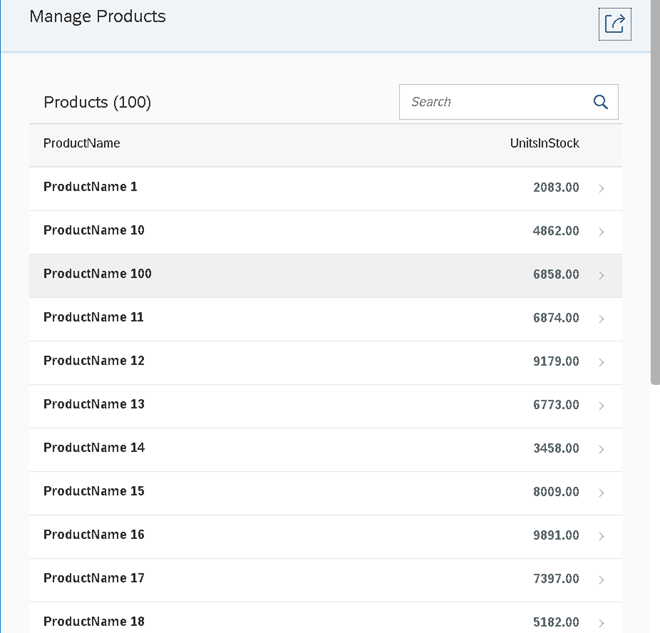 Manage Products
Products (100)
Search
ProductName UnitsInStock
ProductName 1 2083.00
ProductName 10 4862.00
ProductName 100 6858.00
ProductName 11 6874.00
ProductName 12 9179.00
ProductName 13 6773.00
ProductName 14 3458.00
ProductName 15 8009.00
ProductName 16 9891.00
ProductName 17 7397.00
ProductName 18 5182.00